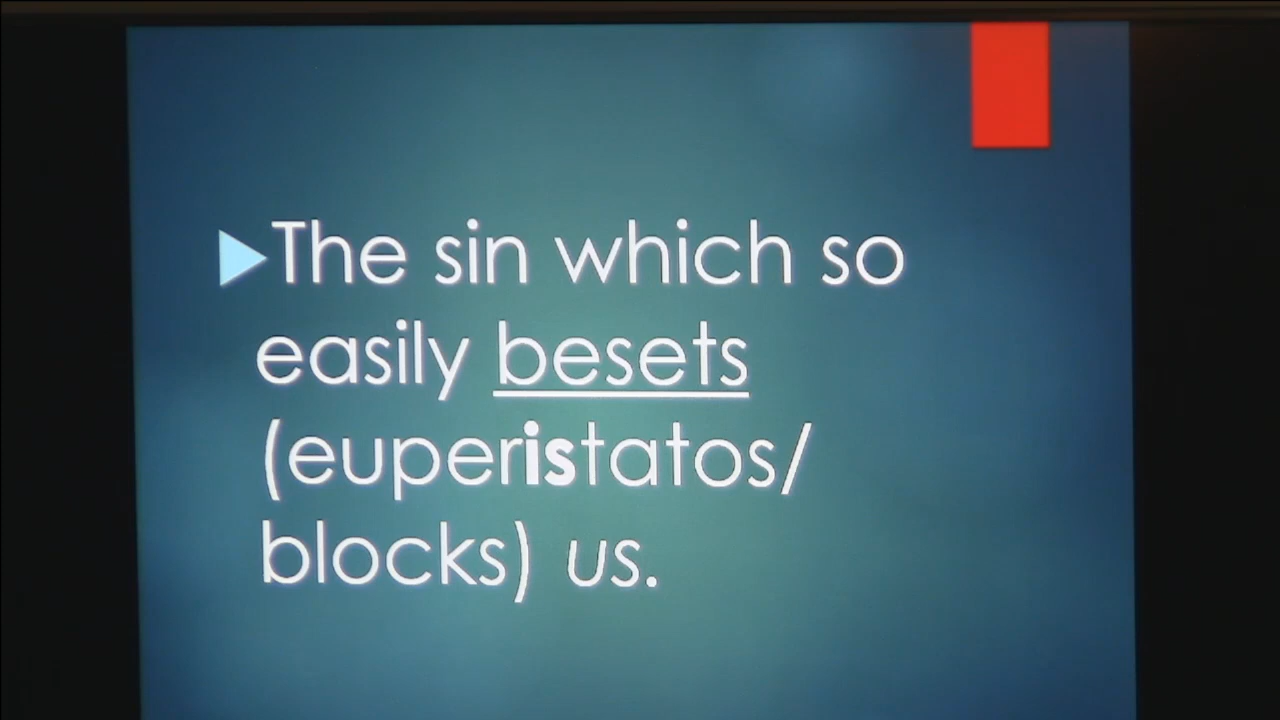 The sin which so
easily besets
(euperistatos/
blocks) us.